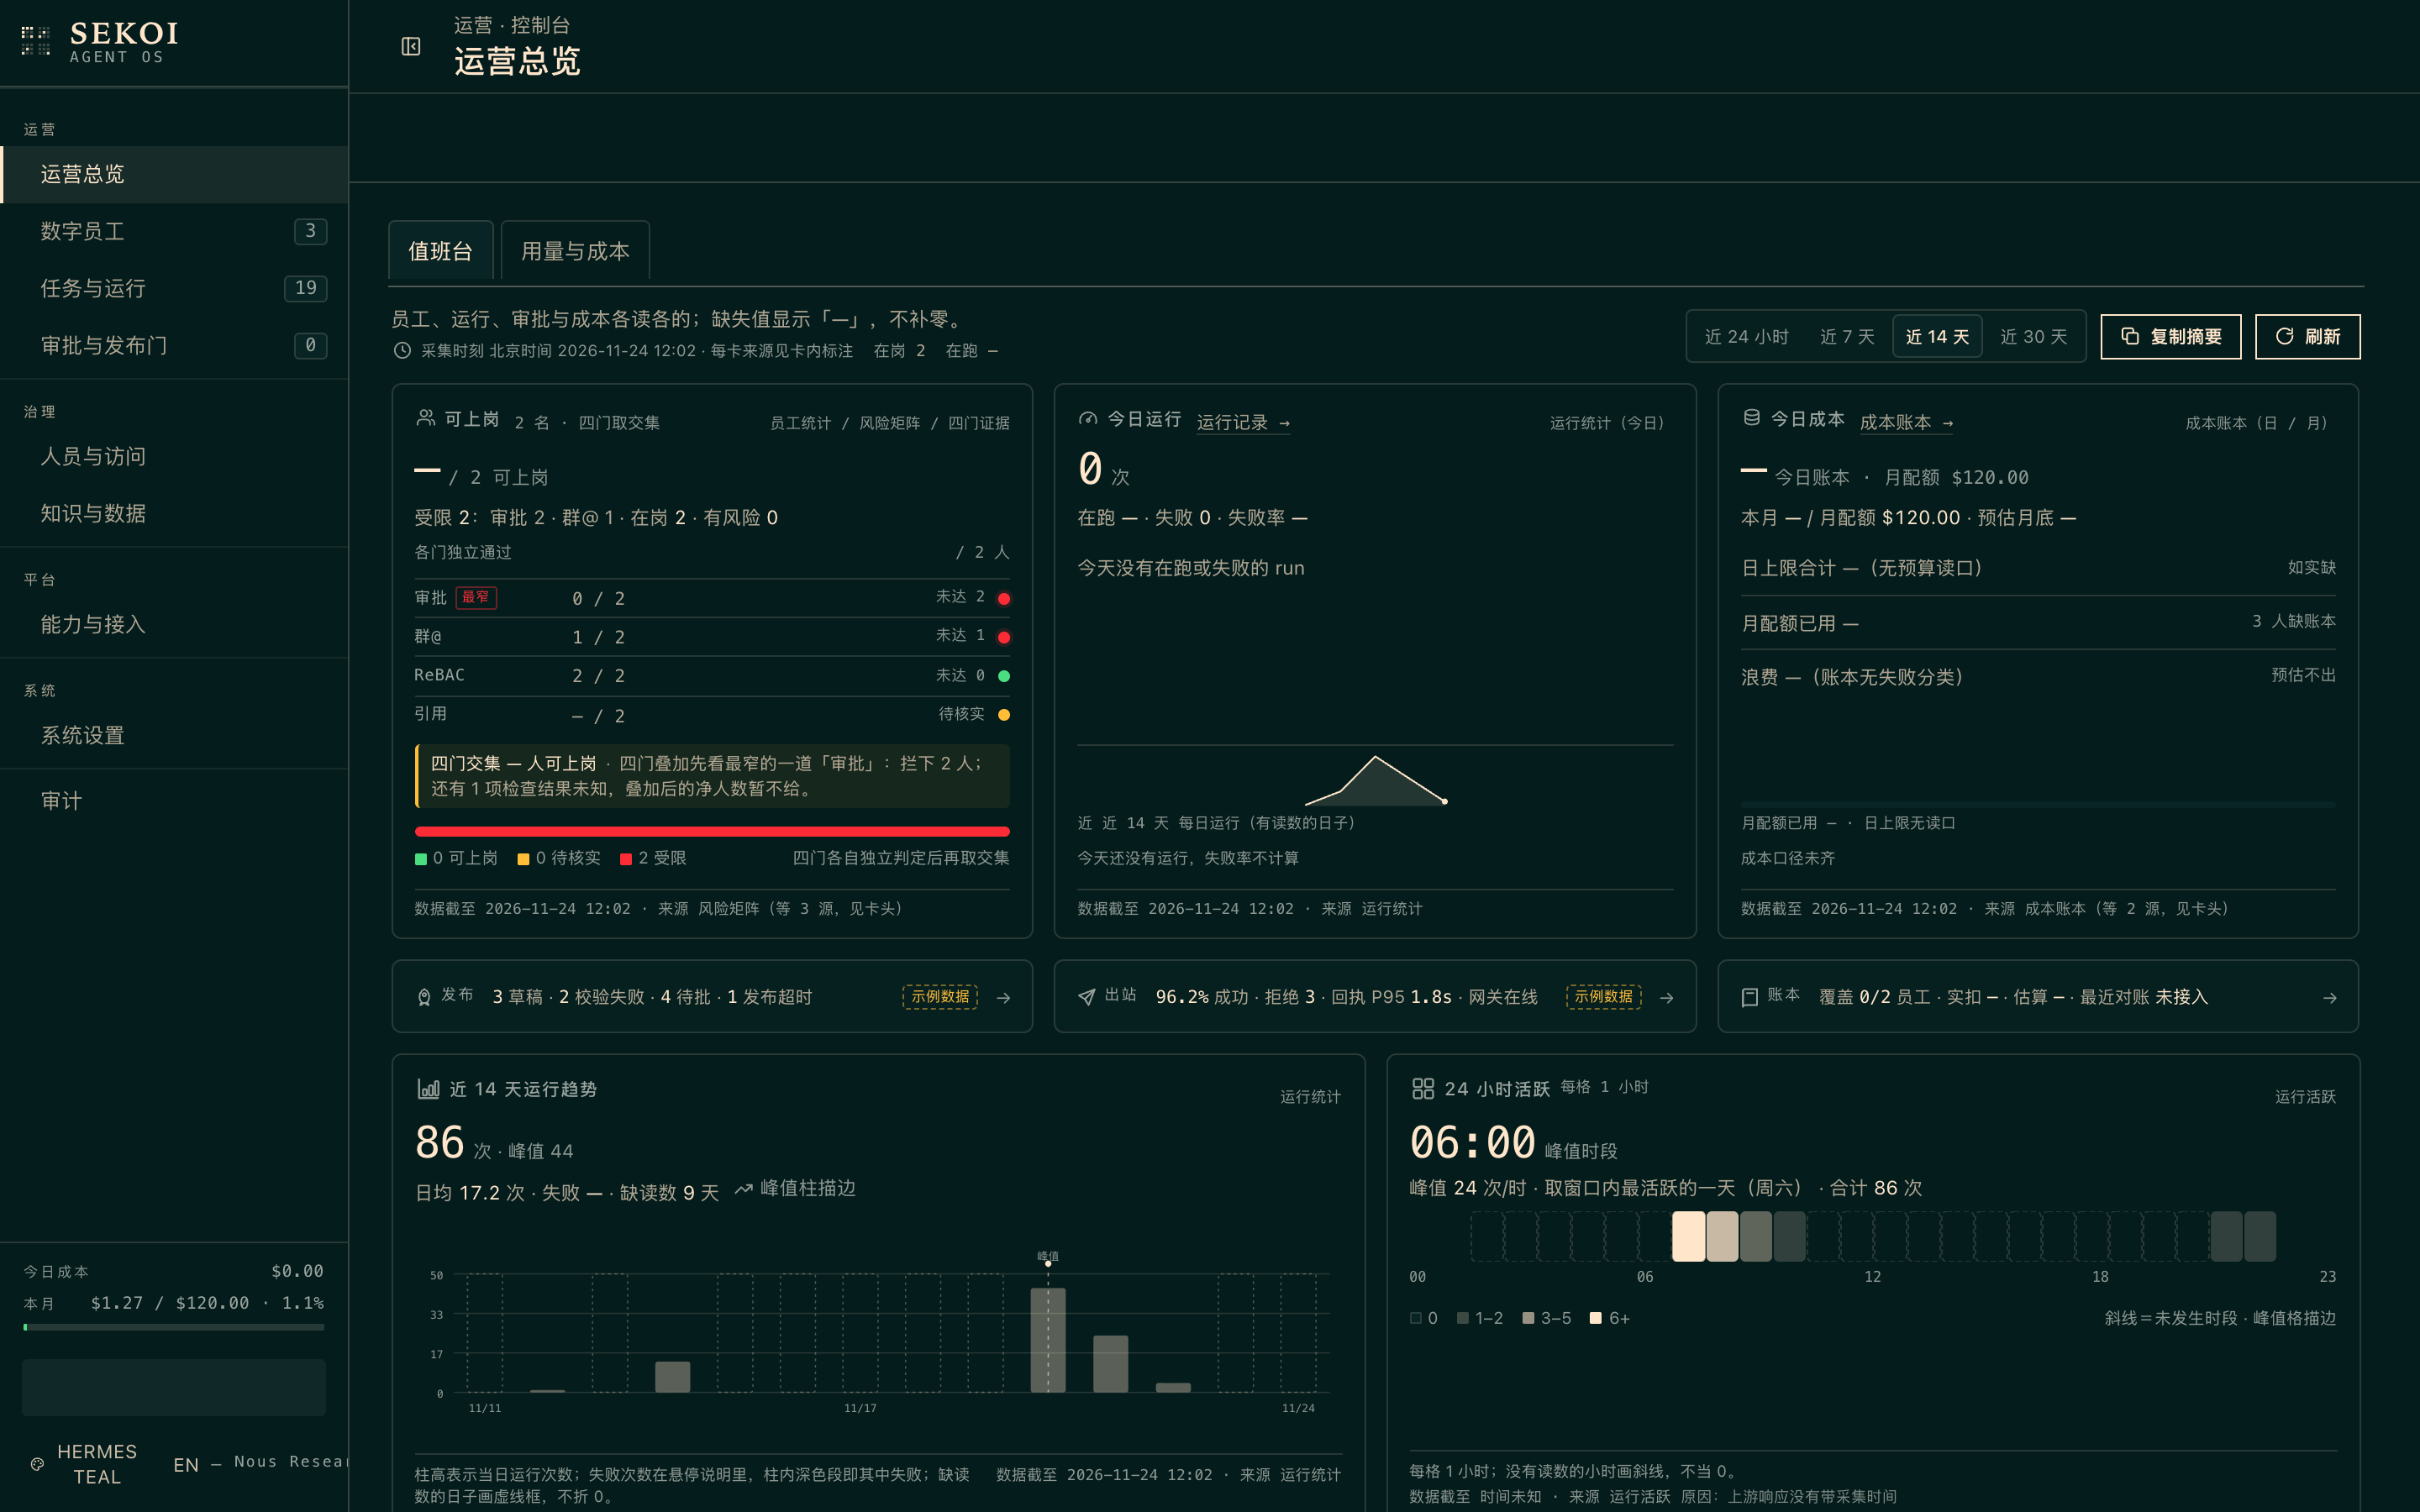 SEKOI
AGENT OS
运营
运营总览
数字员工 3
任务与运行 19
审批与发布门 0
治理
人员与访问
知识与数据
平台
能力与接入
系统
系统设置
审计
今日成本 $0.00
本月 $1.27 / $120.00 · 1.1%
HERMES
TEAL
EN — Nous Resear
运营 · 控制台
运营总览
值班台 用量与成本
员工、运行、审批与成本各读各的；缺失值显示「—」，不补零。
采集时刻 北京时间 2026-11-24 12:02 · 每卡来源见卡内标注 在岗 2 在跑 —
近 24 小时 近 7 天 近 14 天 近 30 天 复制摘要 刷新
可上岗 2 名 · 四门取交集 员工统计 / 风险矩阵 / 四门证据
— / 2 可上岗
受限 2：审批 2 · 群@ 1 · 在岗 2 · 有风险 0
各门独立通过 / 2 人
审批 最窄 0 / 2 未达 2
群@ 1 / 2 未达 1
ReBAC 2 / 2 未达 0
引用 — / 2 待核实
四门交集 — 人可上岗 · 四门叠加先看最窄的一道「审批」：拦下 2 人；
还有 1 项检查结果未知，叠加后的净人数暂不给。
0 可上岗 0 待核实 2 受限 四门各自独立判定后再取交集
数据截至 2026-11-24 12:02 · 来源 风险矩阵（等 3 源，见卡头）
今日运行 运行记录 → 运行统计（今日）
0 次
在跑 — · 失败 0 · 失败率 —
今天没有在跑或失败的 run
近 近 14 天 每日运行（有读数的日子）
今天还没有运行，失败率不计算
数据截至 2026-11-24 12:02 · 来源 运行统计
今日成本 成本账本 → 成本账本（日 / 月）
— 今日账本 · 月配额 $120.00
本月 — / 月配额 $120.00 · 预估月底 —
日上限合计 —（无预算读口） 如实缺
月配额已用 — 3 人缺账本
浪费 —（账本无失败分类） 预估不出
月配额已用 — · 日上限无读口
成本口径未齐
数据截至 2026-11-24 12:02 · 来源 成本账本（等 2 源，见卡头）
发布 3 草稿 · 2 校验失败 · 4 待批 · 1 发布超时 示例数据 →
出站 96.2% 成功 · 拒绝 3 · 回执 P95 1.8s · 网关在线 示例数据 →
账本 覆盖 0/2 员工 · 实扣 — · 估算 — · 最近对账 未接入 →
近 14 天运行趋势 运行统计
86 次 · 峰值 44
日均 17.2 次 · 失败 — · 缺读数 9 天 峰值柱描边
峰值
50
33
17
0
11/11 11/17 11/24
柱高表示当日运行次数；失败次数在悬停说明里，柱内深色段即其中失败；缺读
数的日子画虚线框，不折 0。
数据截至 2026-11-24 12:02 · 来源 运行统计
24 小时活跃 每格 1 小时 运行活跃
06:00 峰值时段
峰值 24 次/时 · 取窗口内最活跃的一天（周六） · 合计 86 次
00 06 12 18 23
0 1–2 3–5 6+ 斜线＝未发生时段 · 峰值格描边
每格 1 小时；没有读数的小时画斜线，不当 0。
数据截至 时间未知 · 来源 运行活跃 原因：上游响应没有带采集时间